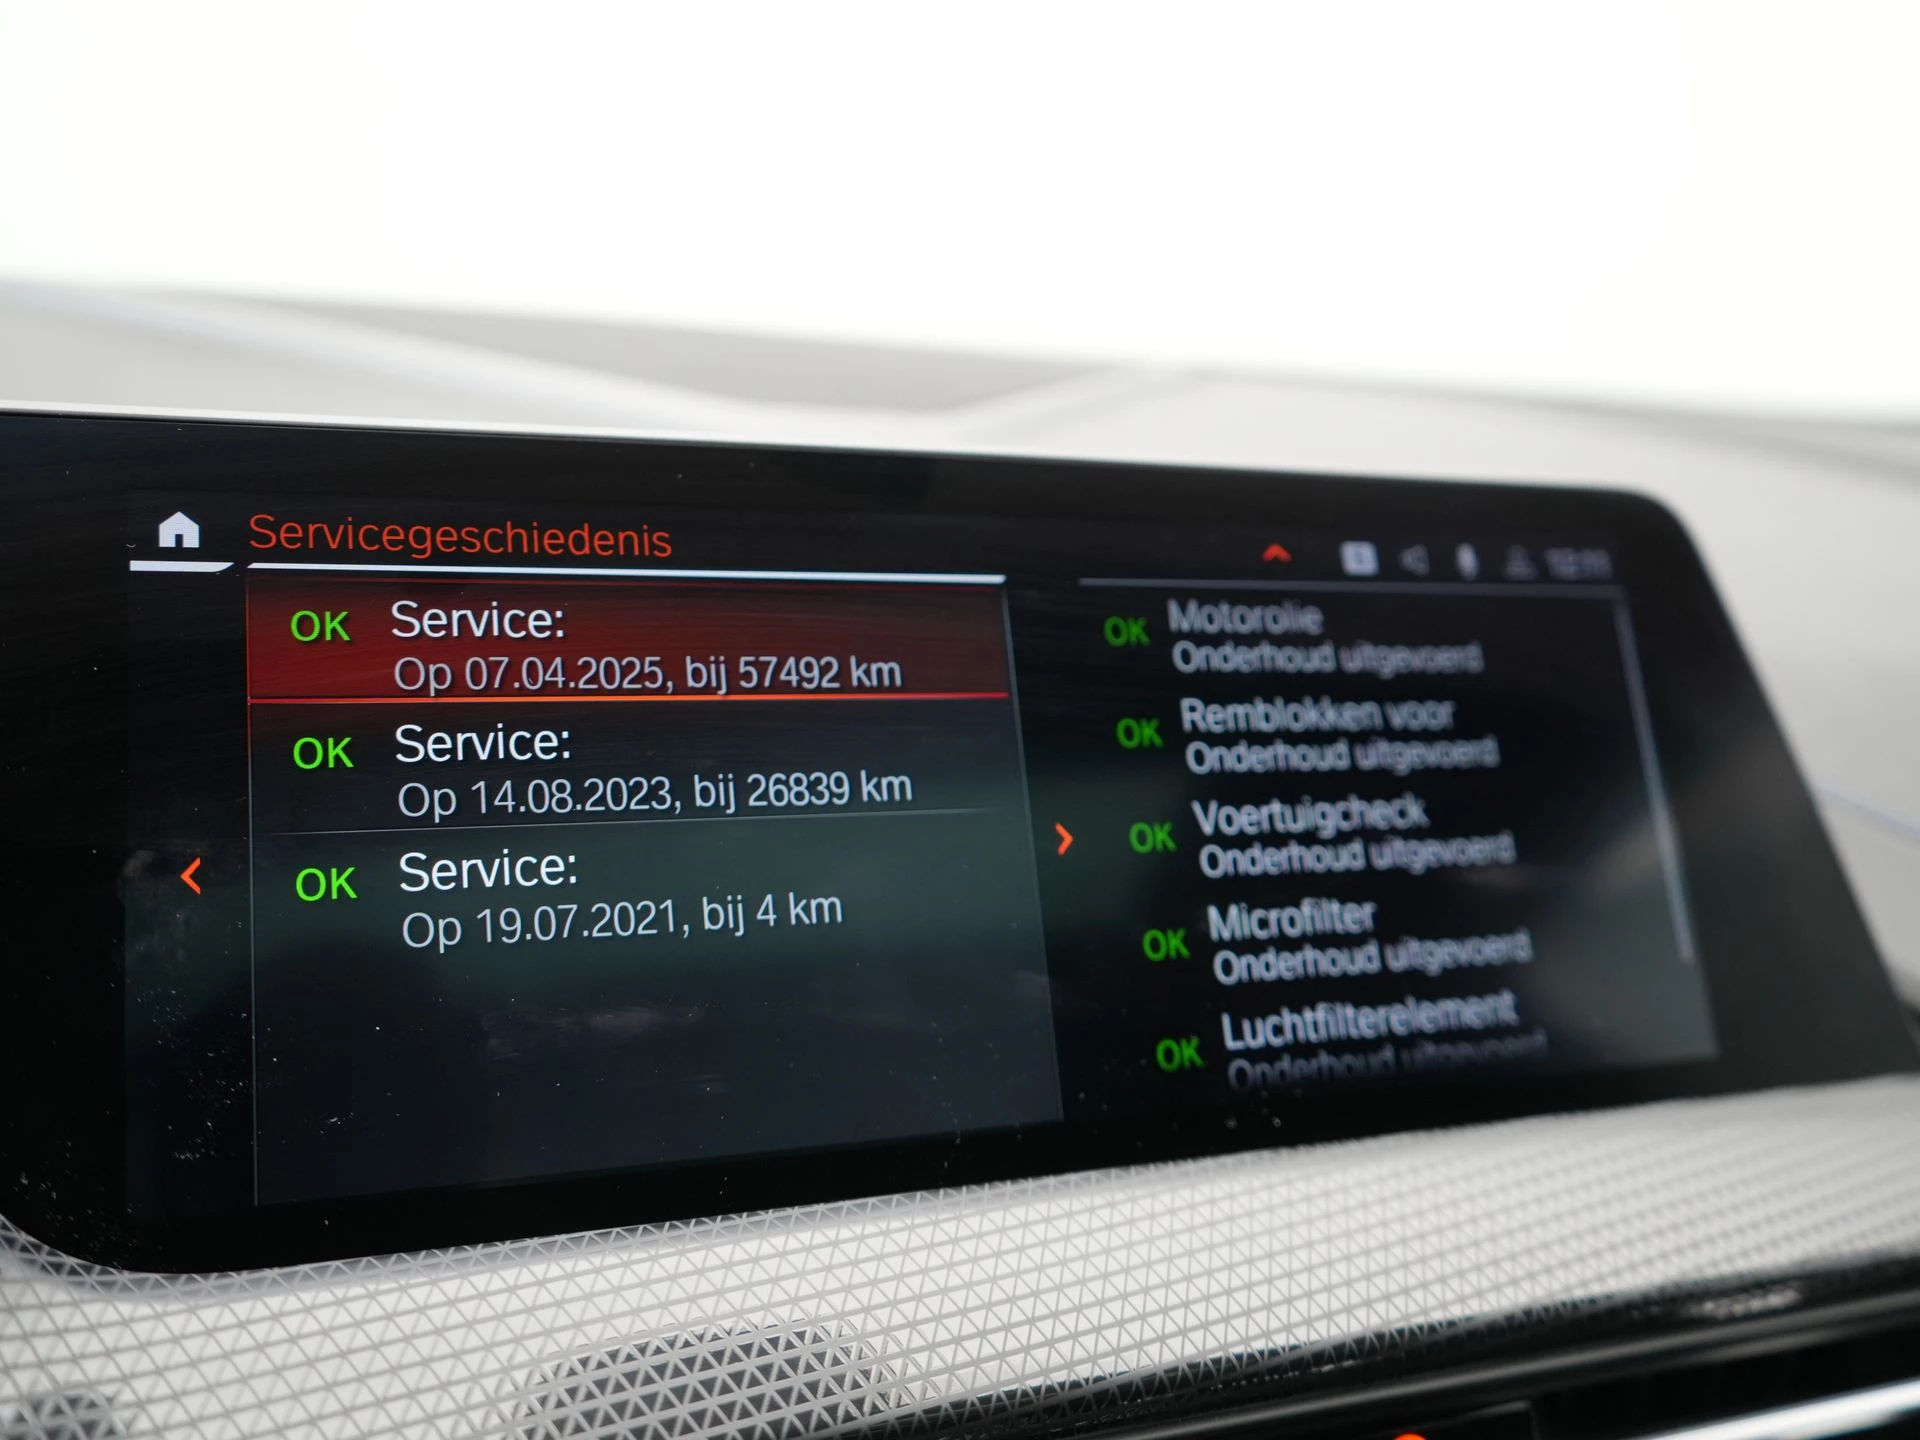 Servicegeschiedenis
OK Service:
Op 07.04.2025, bij 57492 km
OK Service:
Op 14.08.2023, bij 26839 km
OK Service:
Op 19.07.2021, bij 4 km
OK Motorolie
Onderhoud uitgevoerd
OK Remblokken voor
Onderhoud uitgevoerd
OK Voertuigcheck
Onderhoud uitgevoerd
OK Microfilter
Onderhoud uitgevoerd
OK Luchtfilterelement
Onderhoud uitgevoerd